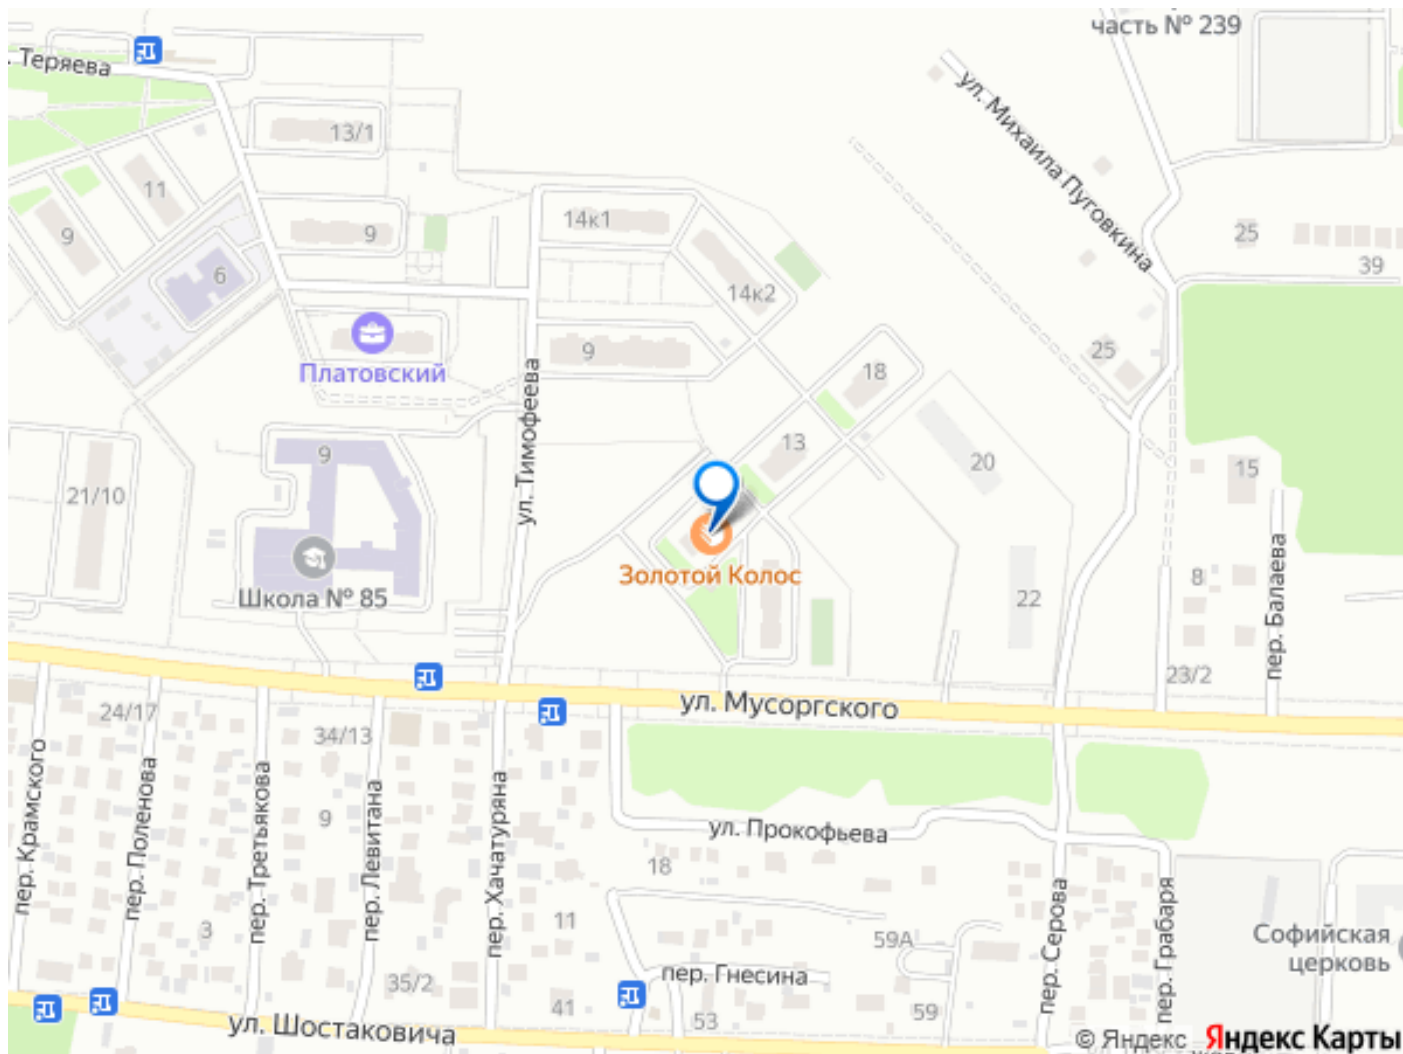 часть № 239
. Теряева
ул. Михаила Пуговкина
13/1
11
9
9
6
14к1
14к2
25
39
Платовский
9
18
25
ул. Тимофеева
9
21/10
13
20
15
Школа № 85
Золотой Колос
22
8
пер. Балаева
23/2
ул. Мусоргского
24/17
34/13
пер. Крамского
пер. Поленова
пер. Третьякова
пер. Левитана
пер. Хачатуряна
9
3
ул. Прокофьева
18
11
59А
пер. Серова
пер. Грабаря
Софийская
церковь
пер. Гнесина
35/2
41
53
59
ул. Шостаковича
© Яндекс Яндекс Карты